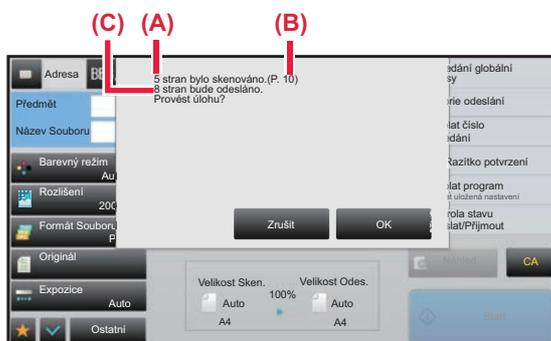 (C) (A) (B)
Adresa
5 stran bylo skenováno.(P. 10)
8 stran bude odesláno.
Provést úlohu?
Předmět
Název Souboru
Barevný režim
Au
Rozlišení
200
Formát Souboru
P
Originál
Expozice
Auto
Ostatní
Zrušit
OK
Velikost Sken.
100%
Velikost Odes.
Auto
Auto
A4
A4
edání globální
sy
rie odeslání
lat číslo
dání
Razítko potvrzení
lat program
at uložená nastavení
rola stavu
slat/Přijmout
Náhled
CA
Start